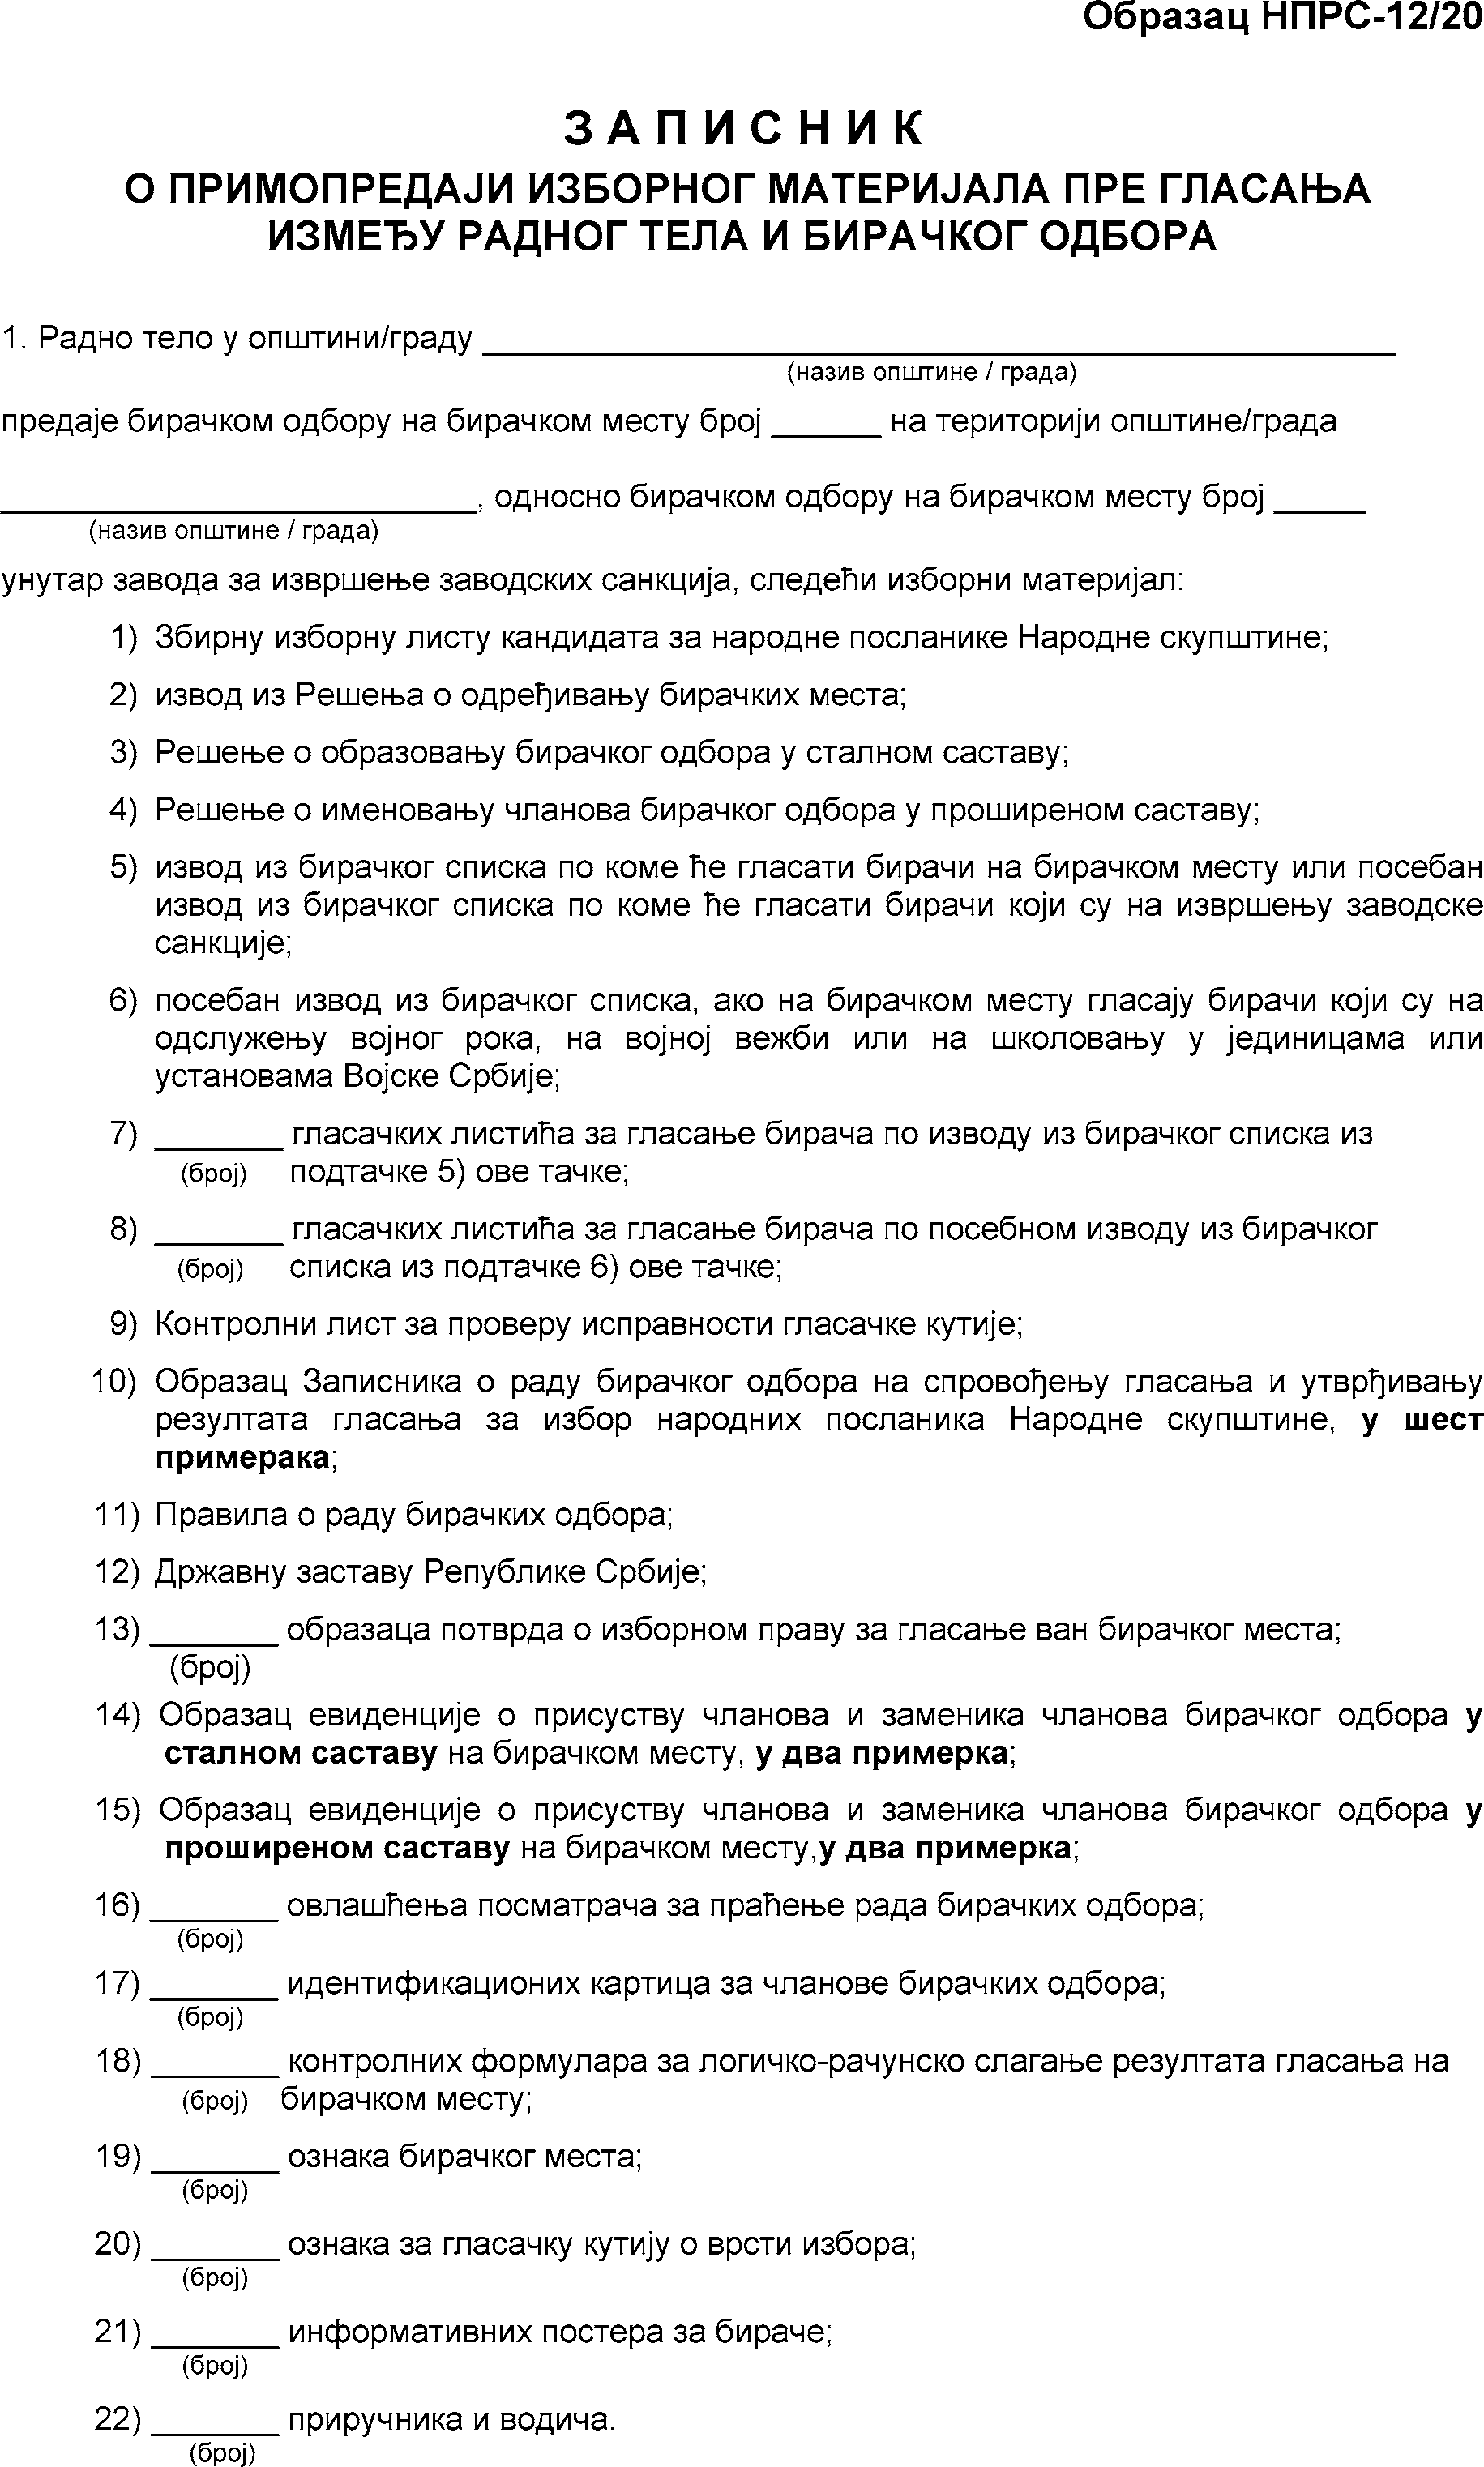 Образац НПРС-12/20
З А П И С Н И К
О ПРИМОПРЕДАЈИ ИЗБОРНОГ МАТЕРИЈАЛА ПРЕ ГЛАСАЊА
ИЗМЕЂУ РАДНОГ ТЕЛА И БИРАЧКОГ ОДБОРА
1. Радно тело у општини/граду ____________________
(назив општине / града)
предаје бирачком одбору на бирачком месту број ______ на територији општине/града
__________________________, односно бирачком одбору на бирачком месту број _____
(назив општине / града)
унутар завода за извршење заводских санкција, следећи изборни материјал:
1) Збирну изборну листу кандидата за народне посланике Народне скупштине;
2) извод из Решења о одређивању бирачких места;
3) Решење о образовању бирачког одбора у сталном саставу;
4) Решење о именовању чланова бирачког одбора у проширеном саставу;
5) извод из бирачког списка по коме ће гласати бирачи на бирачком месту или посебан
извод из бирачког списка по коме ће гласати бирачи који су на извршењу заводске
санкције;
6) посебан извод из бирачког списка, ако на бирачком месту гласају бирачи који су на
одслужењу војног рока, на војној вежби или на школовању у јединицама или
установама Војске Србије;
7) _______ гласачких листића за гласање бирача по изводу из бирачког списка из
(број) подтачке 5) ове тачке;
8) _______ гласачких листића за гласање бирача по посебном изводу из бирачког
(број) списка из подтачке 6) ове тачке;
9) Контролни лист за проверу исправности гласачке кутије;
10) Образац Записника о раду бирачког одбора на спровођењу гласања и утврђивању
резултата гласања за избор народних посланика Народне скупштине, у шест
примерака;
11) Правила о раду бирачких одбора;
12) Државну заставу Републике Србије;
13) _______ образаца потврда о изборном праву за гласање ван бирачког места;
(број)
14) Образац евиденције о присуству чланова и заменика чланова бирачког одбора у
сталном саставу на бирачком месту, у два примерка;
15) Образац евиденције о присуству чланова и заменика чланова бирачког одбора у
проширеном саставу на бирачком месту,у два примерка;
16) _______ овлашћења посматрача за праћење рада бирачких одбора;
(број)
17) _______ идентификационих картица за чланове бирачких одбора;
(број)
18) _______ контролних формулара за логичко-рачунско слагање резултата гласања на
(број) бирачком месту;
19) _______ ознака бирачког места;
(број)
20) _______ ознака за гласачку кутију о врсти избора;
(број)
21) _______ информативних постера за бираче;
(број)
22) _______ приручника и водича.
(број)